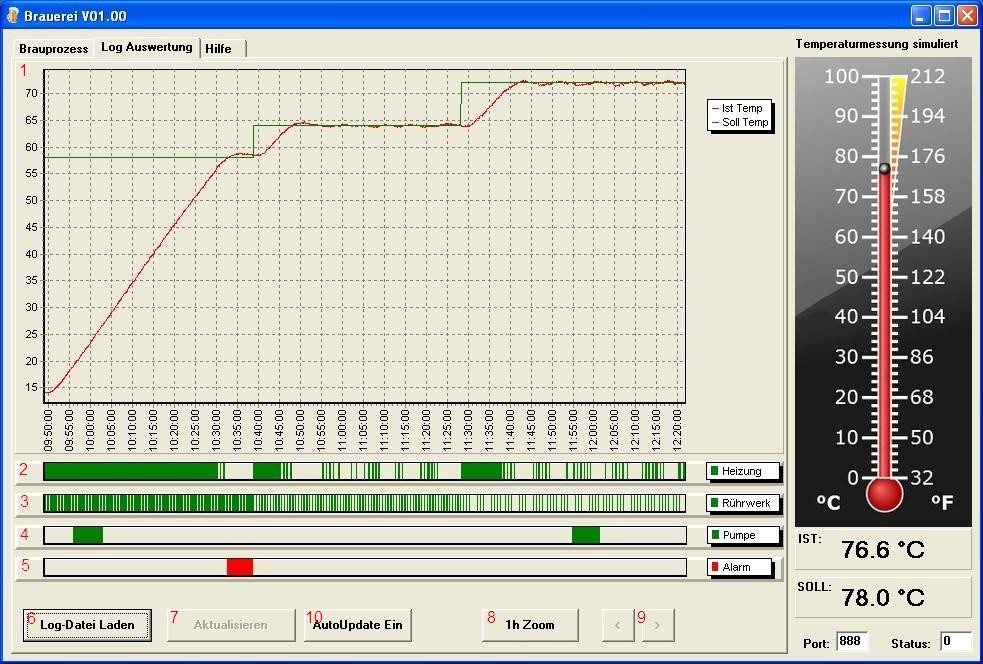 Brauerei V01.00
Brauprozess Log Auswertung Hilfe
Temperaturmessung simuliert
1
70
65
60
55
50
45
40
35
30
25
20
15
Ist Temp
Soll Temp
09:50:00 09:55:00 10:00:00 10:05:00 10:10:00 10:15:00 10:20:00 10:25:00 10:30:00 10:35:00 10:40:00 10:45:00 10:50:00 10:55:00 11:00:00 11:05:00 11:10:00 11:15:00 11:20:00 11:25:00 11:30:00 11:35:00 11:40:00 11:45:00 11:50:00 11:55:00 12:00:00 12:05:00 12:10:00 12:15:00 12:20:00
2 Heizung
3 Rührwerk
4 Pumpe
5 Alarm
6 Log-Datei Laden
7 Aktualisieren
10 AutoUpdate Ein
8 1h Zoom
< 9 >
100 212
90 194
80 176
70 158
60 140
50 122
40 104
30 86
20 68
10 50
0 32
°C °F
IST: 76.6 °C
SOLL: 78.0 °C
Port: 888 Status: 0